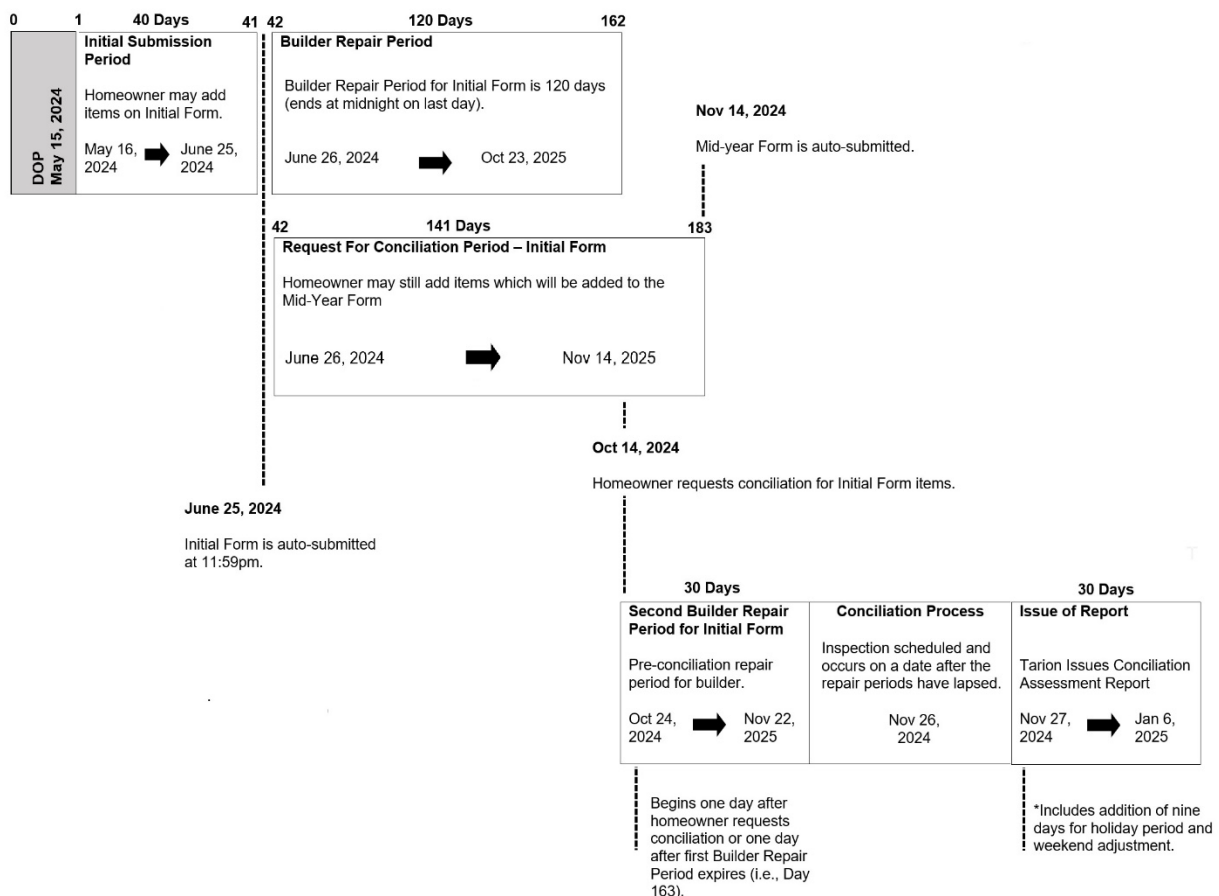 0 1 40 Days 41 42 120 Days 162
DOP
May 15, 2024
Initial Submission
Period
Homeowner may add
items on Initial Form.
May 16,
2024
June 25,
2024
Builder Repair Period
Builder Repair Period for Initial Form is 120 days
(ends at midnight on last day).
June 26, 2024 Oct 23, 2025
Nov 14, 2024
Mid-year Form is auto-submitted.
42 141 Days 183
Request For Conciliation Period – Initial Form
Homeowner may still add items which will be added to the
Mid-Year Form
June 26, 2024 Nov 14, 2025
Oct 14, 2024
Homeowner requests conciliation for Initial Form items.
June 25, 2024
Initial Form is auto-submitted
at 11:59pm.
30 Days 30 Days
Second Builder Repair
Period for Initial Form
Pre-conciliation repair
period for builder.
Oct 24,
2024
Nov 22,
2025
Conciliation Process
Inspection scheduled and
occurs on a date after the
repair periods have lapsed.
Nov 26,
2024
Issue of Report
Tarion Issues Conciliation
Assessment Report
Nov 27,
2024
Jan 6,
2025
Begins one day after
homeowner requests
conciliation or one day
after first Builder Repair
Period expires (i.e., Day
163).
*Includes addition of nine
days for holiday period and
weekend adjustment.